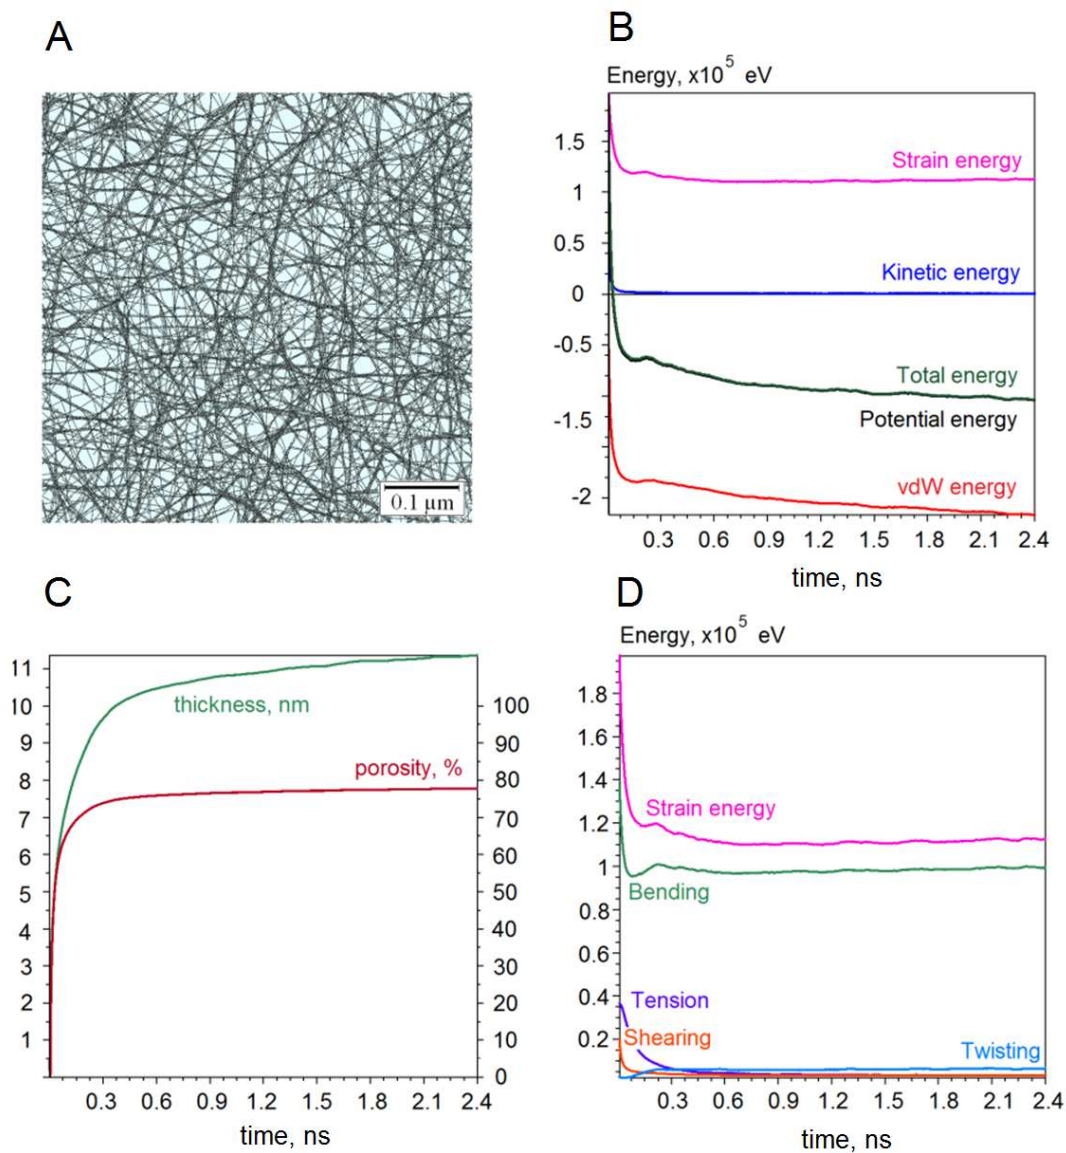 A
0.1 µm
B
Energy, x10⁵ eV
1.5
1
0.5
0
-0.5
-1.5
-2
Strain energy
Kinetic energy
Total energy
Potential energy
vdW energy
0.3 0.6 0.9 1.2 1.5 1.8 2.1 2.4
time, ns
C
11
10
9
8
7
6
5
4
3
2
1
thickness, nm
porosity, %
100
90
80
70
60
50
40
30
20
10
0
0.3 0.6 0.9 1.2 1.5 1.8 2.1 2.4
time, ns
D
Energy, x10⁵ eV
1.8
1.6
1.4
1.2
1
0.8
0.6
0.4
0.2
Strain energy
Bending
Tension
Shearing
Twisting
0.3 0.6 0.9 1.2 1.5 1.8 2.1 2.4
time, ns